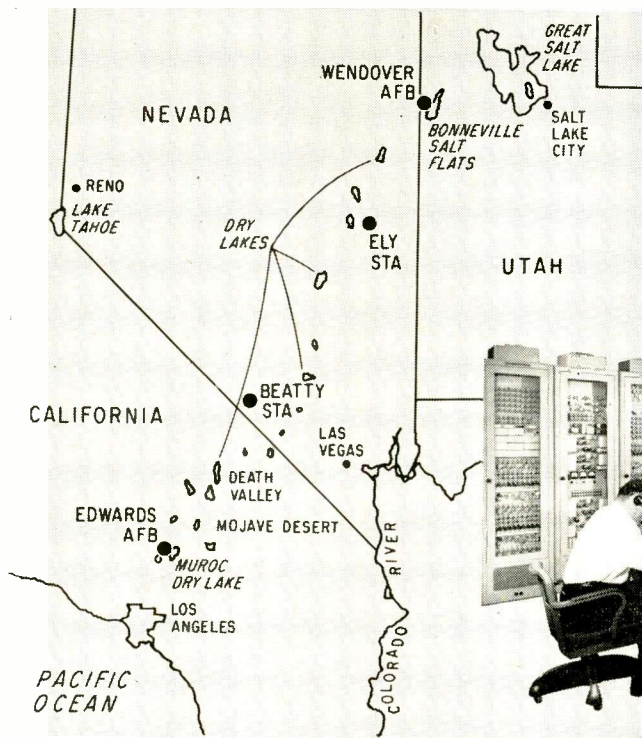 GREAT
SALT
LAKE
WENDOVER
AFB
NEVADA
BONNEVILLE
SALT
FLATS
SALT
LAKE
CITY
RENO
LAKE
TAHOE
DRY
LAKES
ELY
STA
UTAH
BEATTY
STA
CALIFORNIA
LAS
VEGAS
DEATH
VALLEY
EDWARDS
AFB
MOJAVE DESERT
MUROC
DRY LAKE
LOS
ANGELES
COLORADO RIVER
PACIFIC
OCEAN